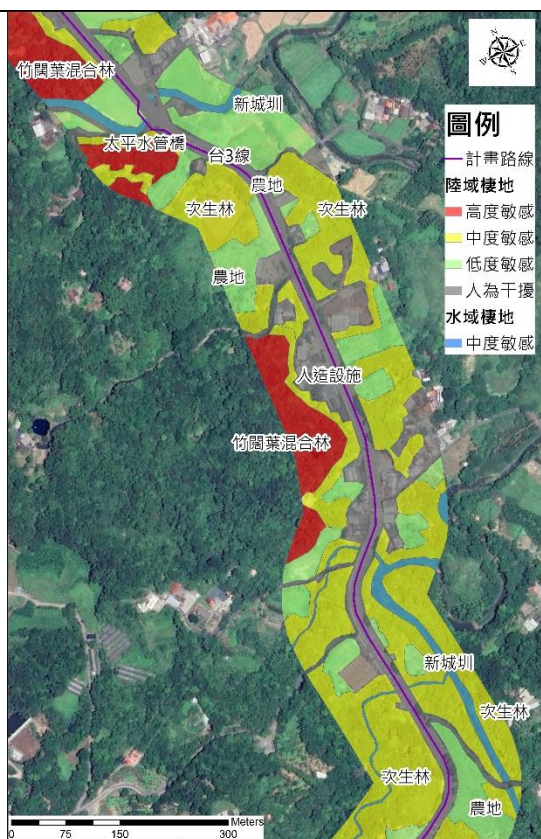 竹闊葉混合林
新城圳
太平水管橋
台3線
農地
次生林
次生林
農地
人造設施
竹闊葉混合林
新城圳
次生林
次生林
農地
圖例
計畫路線
陸域棲地
高度敏感
中度敏感
低度敏感
人為干擾
水域棲地
中度敏感
Meters
0 75 150 300